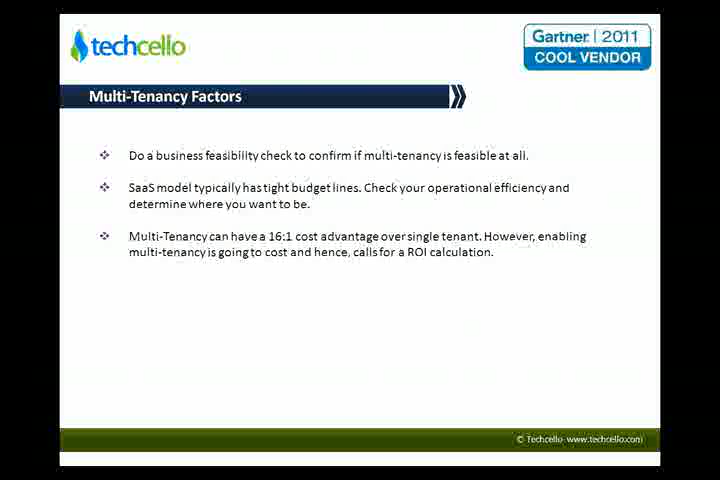 techcello
Gartner | 2011
COOL VENDOR
Multi-Tenancy Factors
Do a business feasibility check to confirm if multi-tenancy is feasible at all.
SaaS model typically has tight budget lines. Check your operational efficiency and
determine where you want to be.
Multi-Tenancy can have a 16:1 cost advantage over single tenant. However, enabling
multi-tenancy is going to cost and hence, calls for a ROI calculation.
© Techcello- www.techcello.com